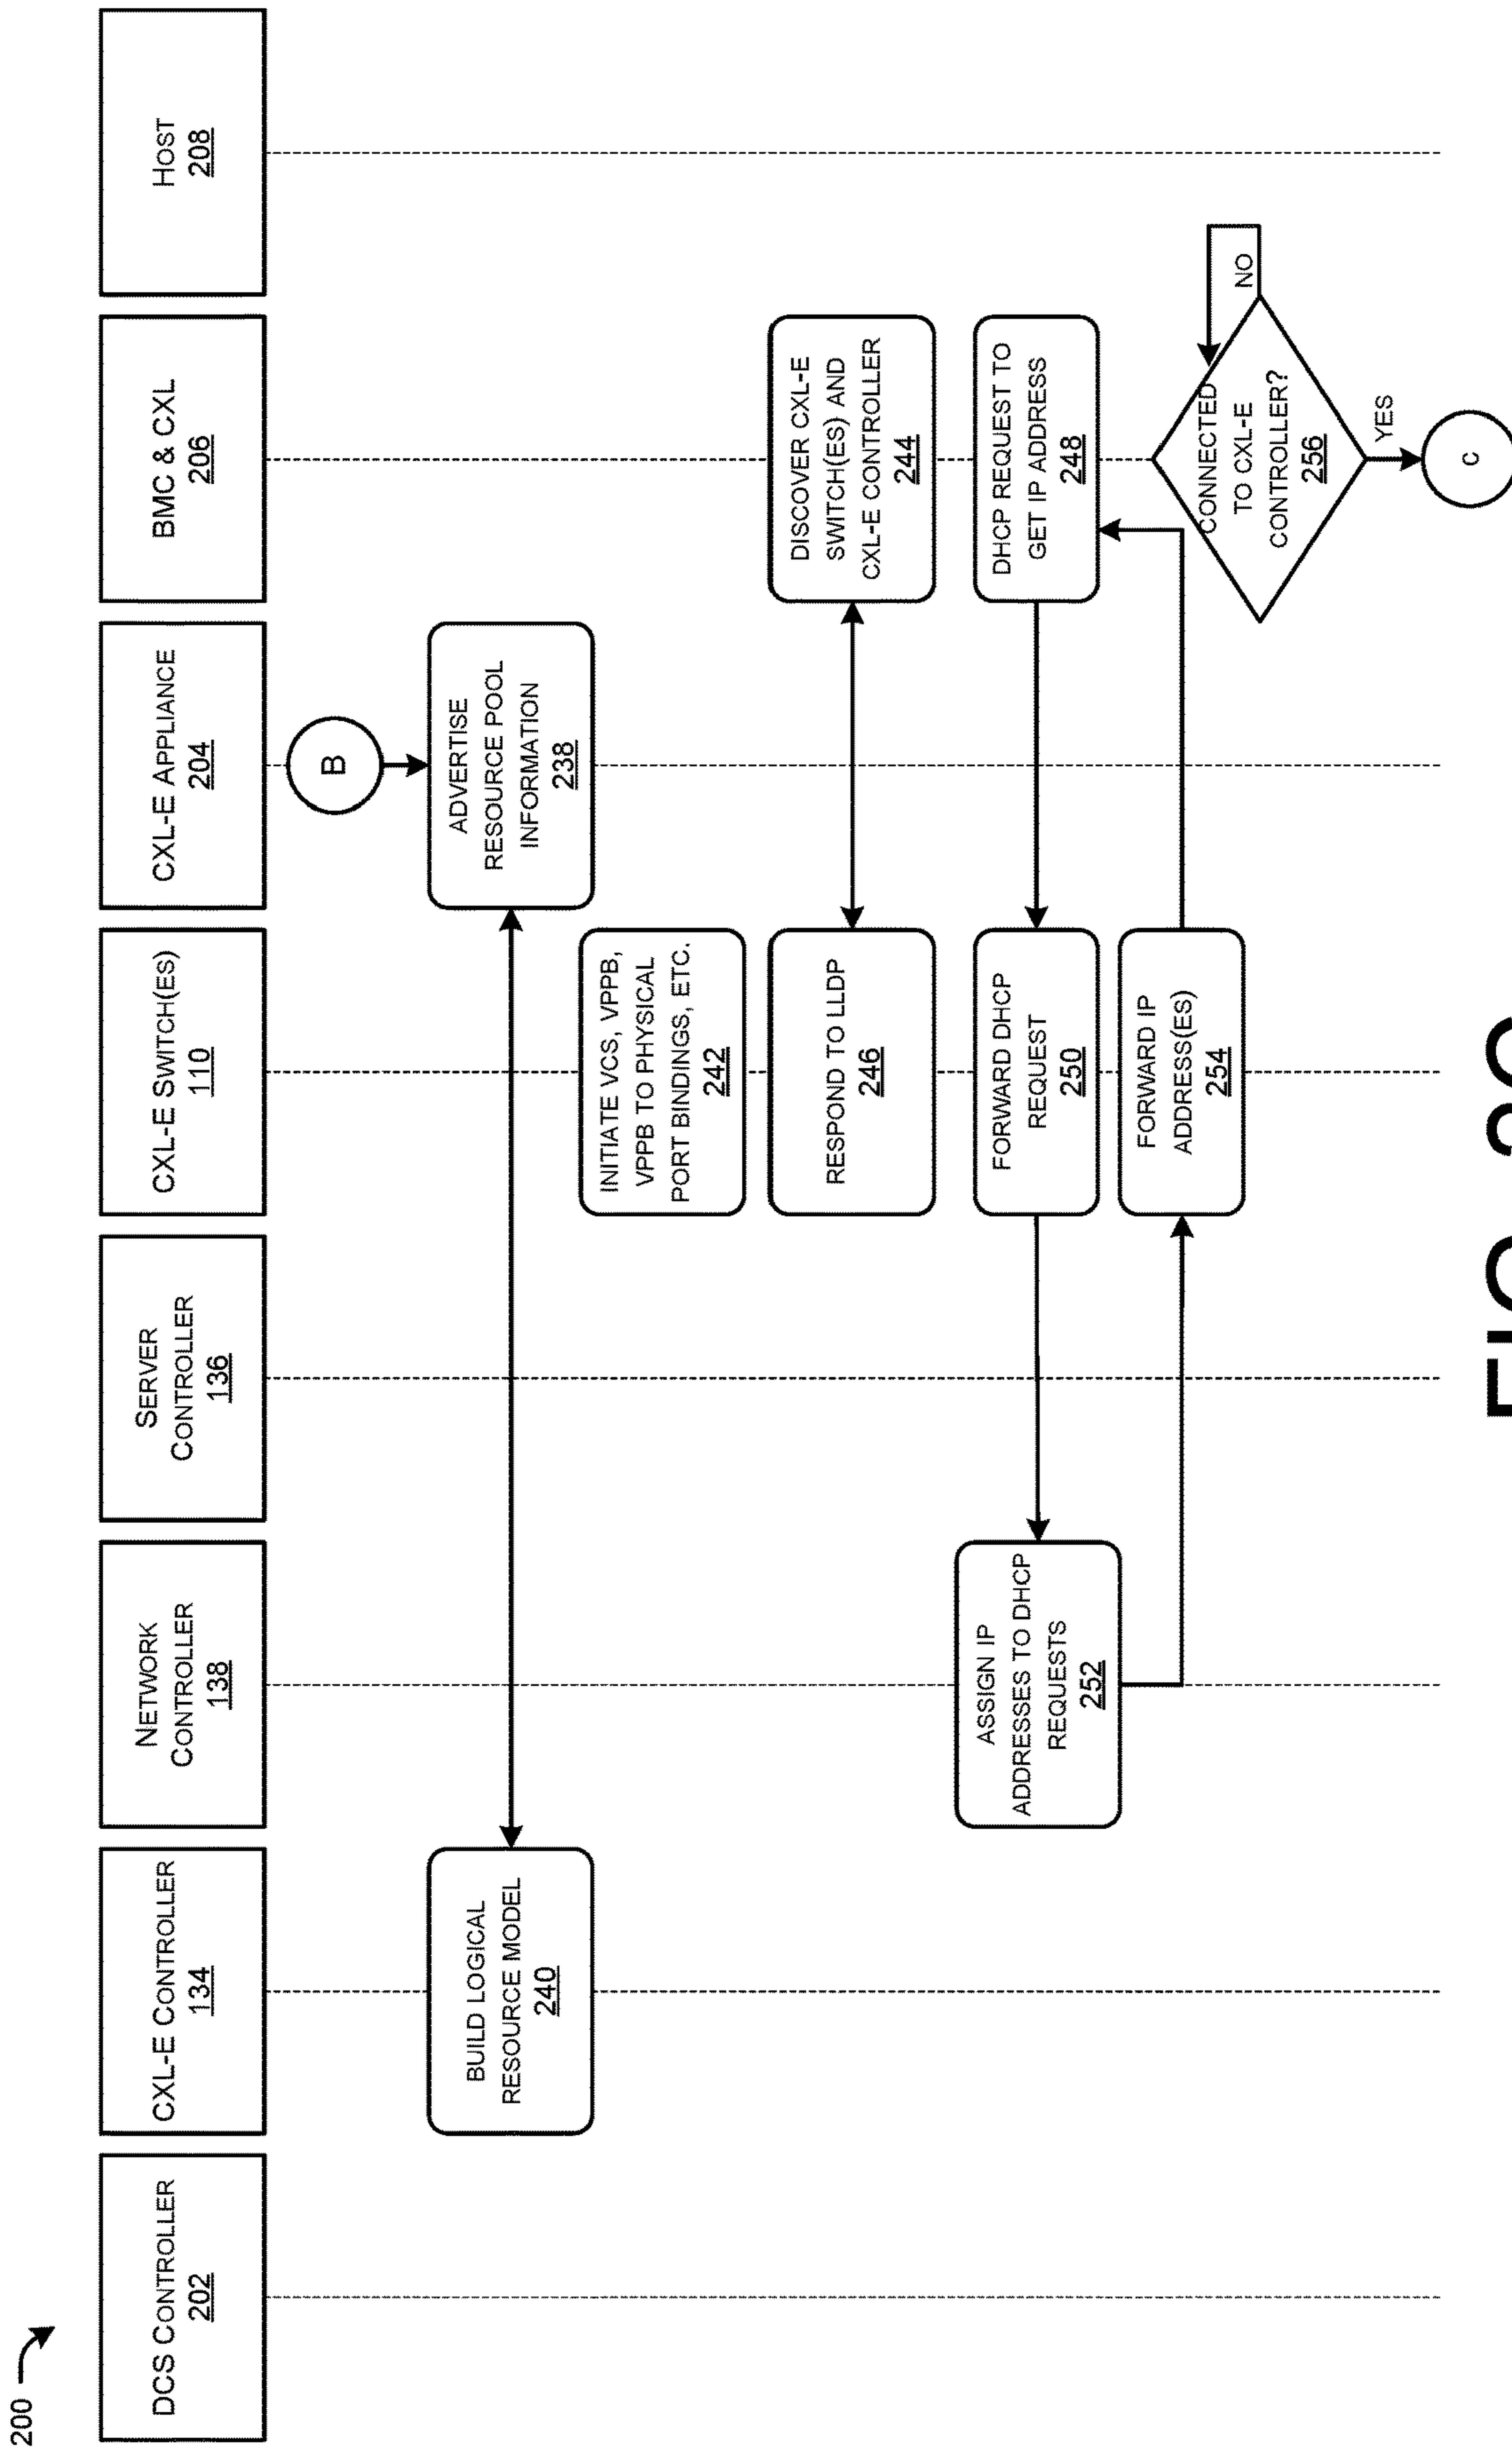 200
DCS CONTROLLER
202
CXL-E CONTROLLER
134
NETWORK
CONTROLLER
138
SERVER
CONTROLLER
136
CXL-E SWITCH(ES)
110
CXL-E APPLIANCE
204
BMC & CXL
206
HOST
208
B
BUILD LOGICAL
RESOURCE MODEL
240
ADVERTISE
RESOURCE POOL
INFORMATION
238
INITIATE VCS, VPPB,
VPPB TO PHYSICAL
PORT BINDINGS, ETC.
242
RESPOND TO LLDP
246
DISCOVER CXL-E
SWITCH(ES) AND
CXL-E CONTROLLER
244
ASSIGN IP
ADDRESSES TO DHCP
REQUESTS
252
FORWARD DHCP
REQUEST
250
DHCP REQUEST TO
GET IP ADDRESS
248
FORWARD IP
ADDRESS(ES)
254
CONNECTED
TO CXL-E
CONTROLLER?
256
NO
YES
C